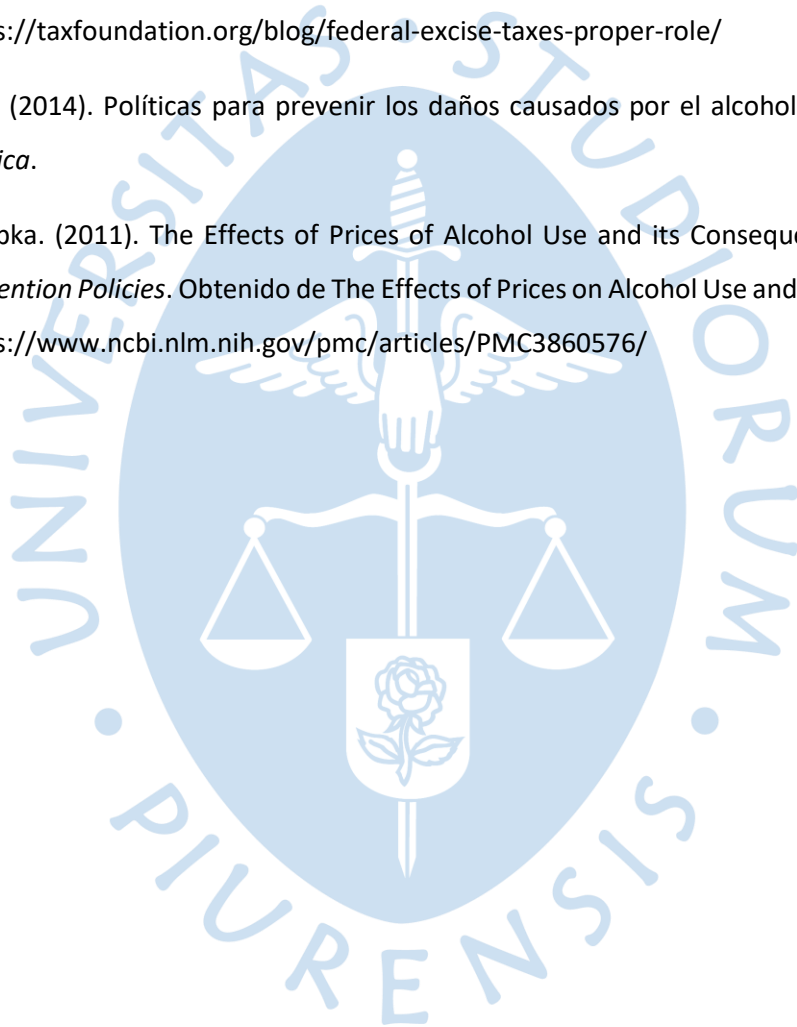 s://taxfoundation.org/blog/federal-excise-taxes-proper-role/
(2014). Políticas para prevenir los daños causados por el alcohol
ica.
oka. (2011). The Effects of Prices of Alcohol Use and its Conseque
ention Policies. Obtenido de The Effects of Prices on Alcohol Use and
s://www.ncbi.nlm.nih.gov/pmc/articles/PMC3860576/
UNIVERSITAS • STUDIORUM • PIURENSIS •